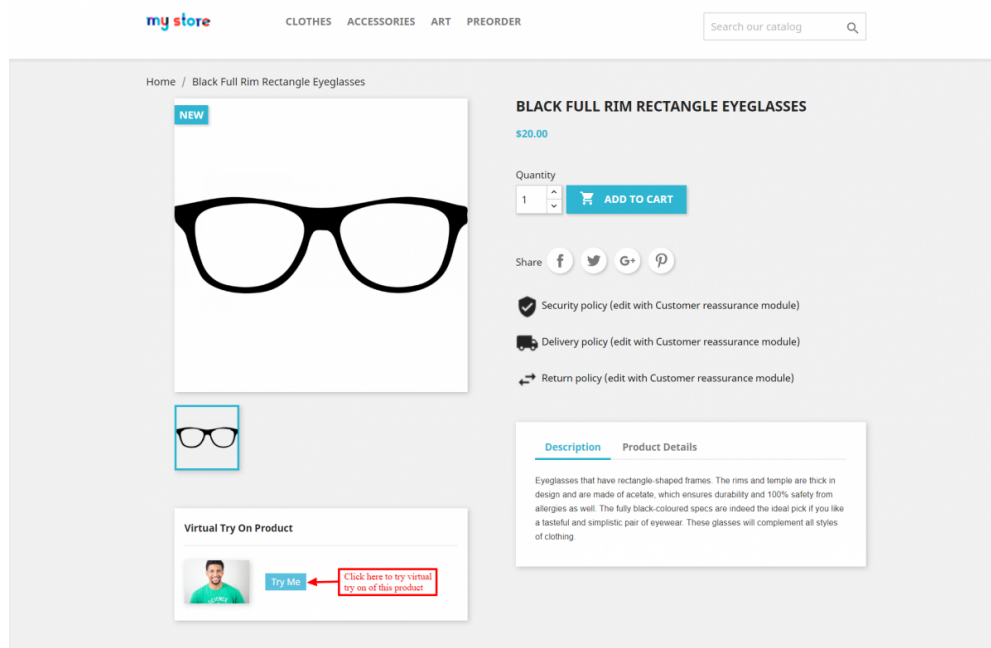 my store
CLOTHES ACCESSORIES ART PREORDER
Search our catalog
Home / Black Full Rim Rectangle Eyeglasses
NEW
BLACK FULL RIM RECTANGLE EYEGLASSES
$20.00
Quantity
1
ADD TO CART
Share
Security policy (edit with Customer reassurance module)
Delivery policy (edit with Customer reassurance module)
Return policy (edit with Customer reassurance module)
Description Product Details
Eyeglasses that have rectangle-shaped frames. The rims and temple are thick in
design and are made of acetate, which ensures durability and 100% safety from
allergies as well. The fully black-coloured specs are indeed the ideal pick if you like
a tasteful and simplistic pair of eyewear. These glasses will complement all styles
of clothing.
Virtual Try On Product
SCIENCE
Try Me
Click here to try virtual
try on of this product